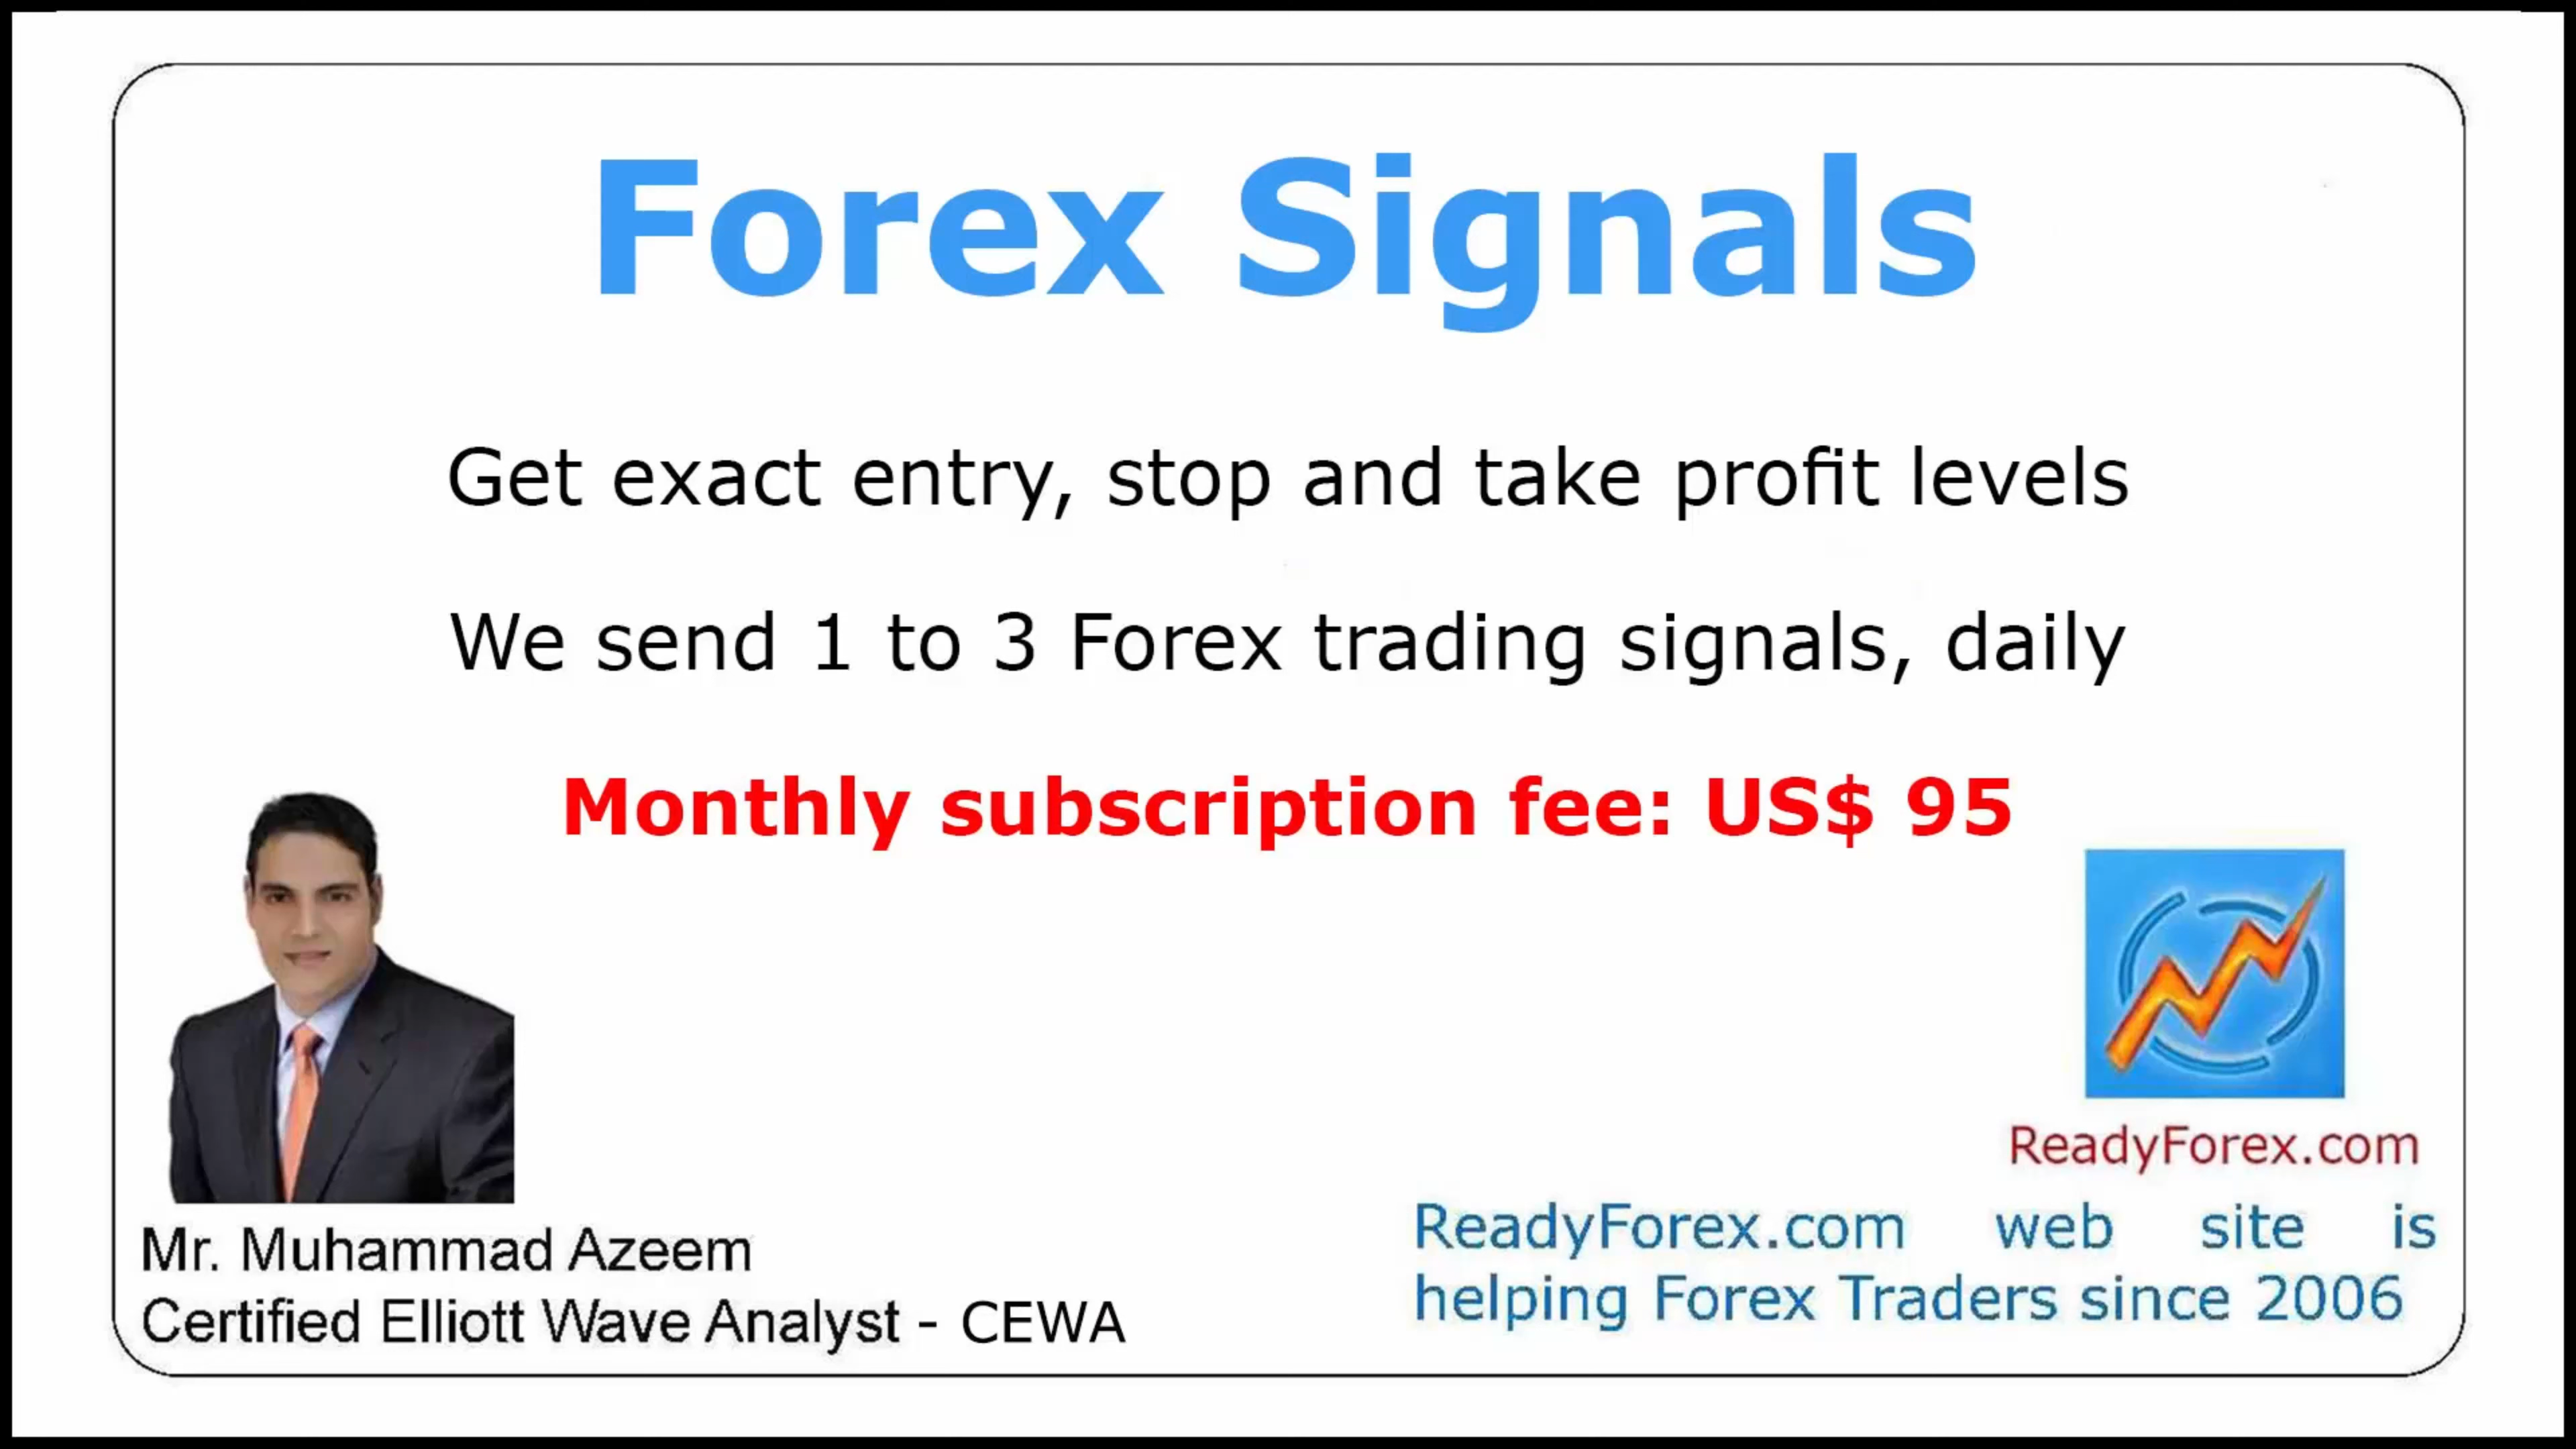 Forex Signals
Get exact entry, stop and take profit levels
We send 1 to 3 Forex trading signals, daily
Monthly subscription fee: US$ 95
ReadyForex.com
Mr. Muhammad Azeem
Certified Elliott Wave Analyst - CEWA
ReadyForex.com web site is
helping Forex Traders since 2006